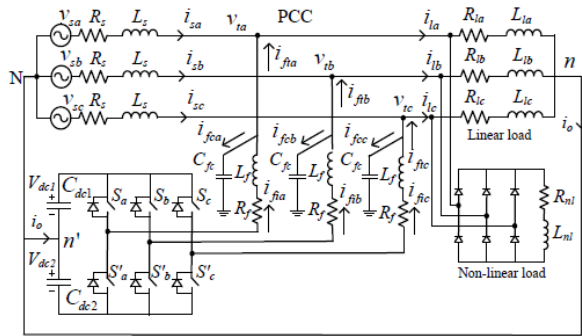 v_sa R_s L_s i_sa v_ta PCC i_la R_la L_la
i_fta
N v_sb R_s L_s i_sb v_tb i_lb R_lb L_lb n
i_ftb
v_sc R_s L_s i_sc v_tc i_lc R_lc L_lc i_o
i_fca i_fcb i_fcc Linear load
C_fc L_f C_fc L_f C_fc L_f i_ftc
V_dc1 C_dc1 S_a S_b S_c R_f i_fia R_f i_fib R_f i_fic R_nl
i_o n' L_nl
V_dc2 C_dc2 S'_a S'_b S'_c Non-linear load